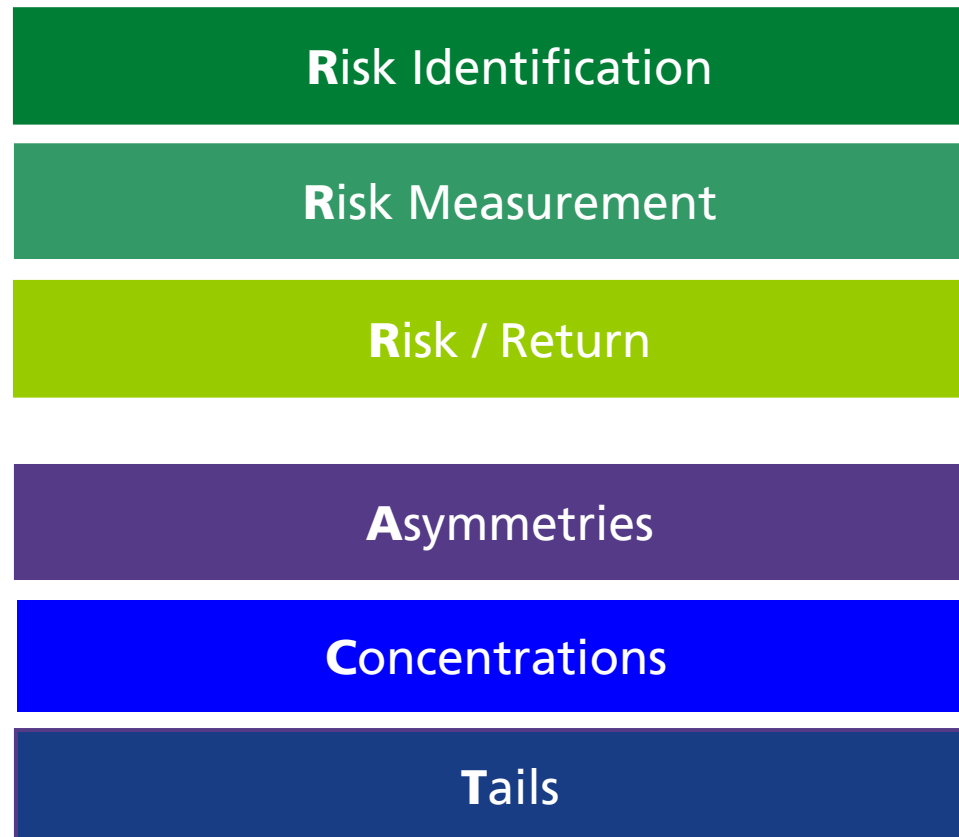 Risk Identification
Risk Measurement
Risk / Return
Asymmetries
Concentrations
Tails